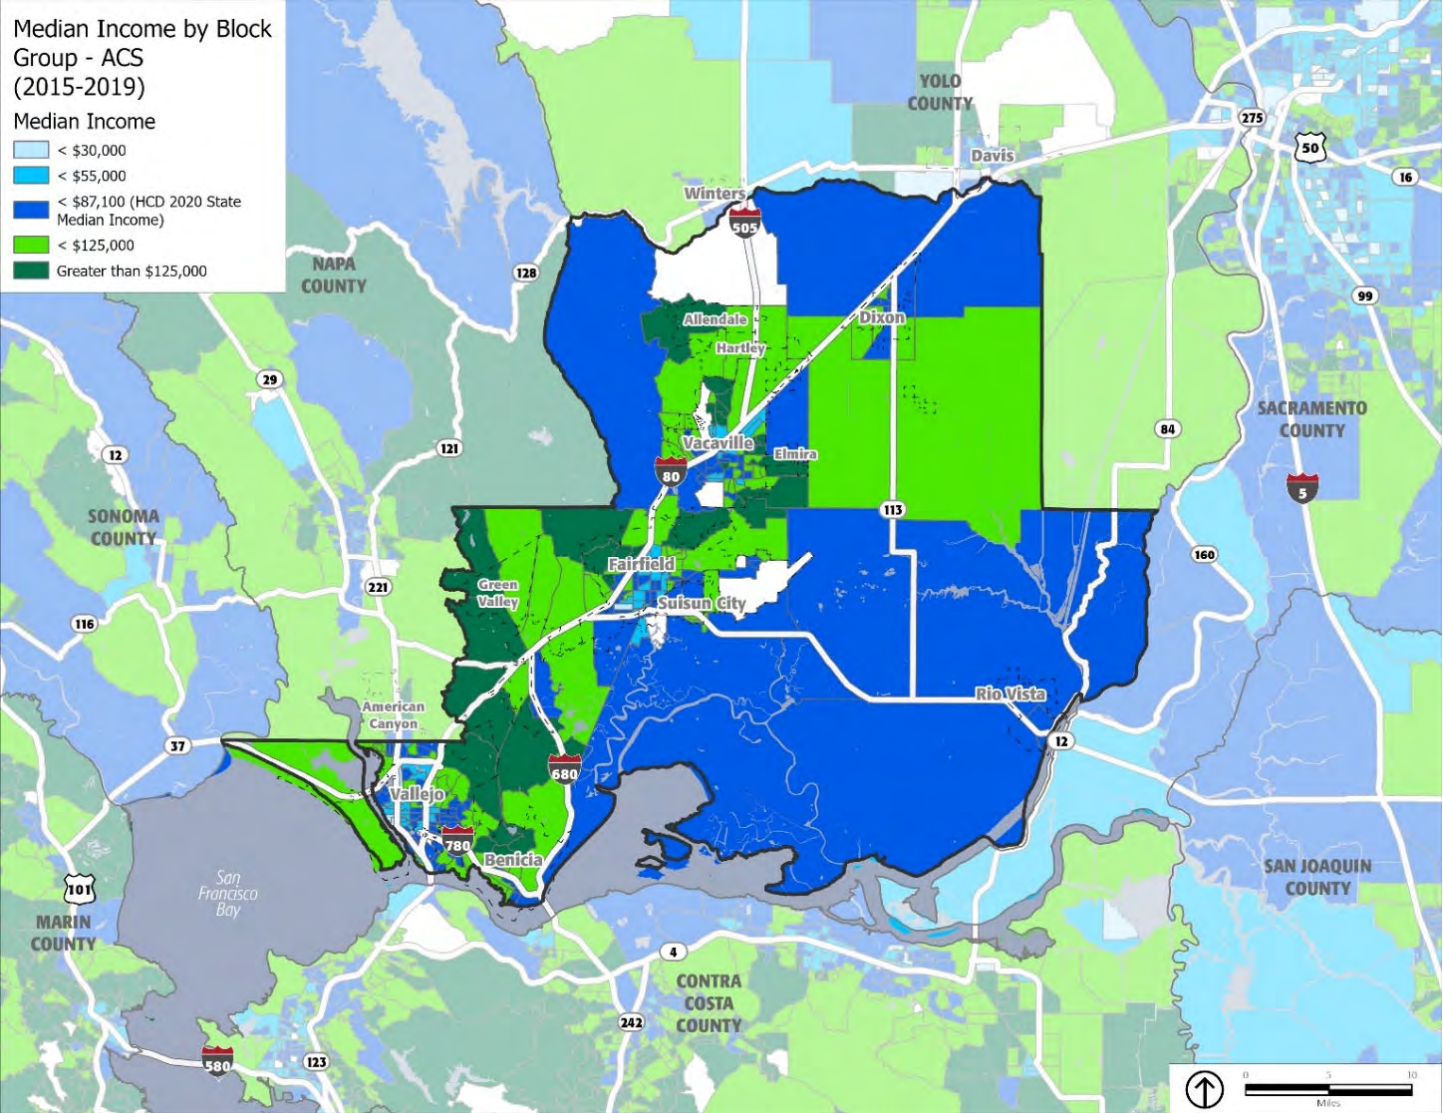 Median Income by Block
Group - ACS
(2015-2019)
Median Income
< $30,000
< $55,000
< $87,100 (HCD 2020 State
Median Income)
< $125,000
Greater than $125,000
YOLO
COUNTY
275
50
Davis
16
Winters
505
NAPA
COUNTY
128
99
Allendale
Dixon
Hartley
29
SACRAMENTO
COUNTY
84
Vacaville
121
12
Elmira
80
5
SONOMA
COUNTY
113
160
Fairfield
221
Green
Valley
Suisun City
116
Rio Vista
American
Canyon
37
12
680
Vallejo
780
Benicia
San
Francisco
Bay
101
SAN JOAQUIN
COUNTY
MARIN
COUNTY
4
CONTRA
COSTA
COUNTY
242
580
123
0 5 10
Miles